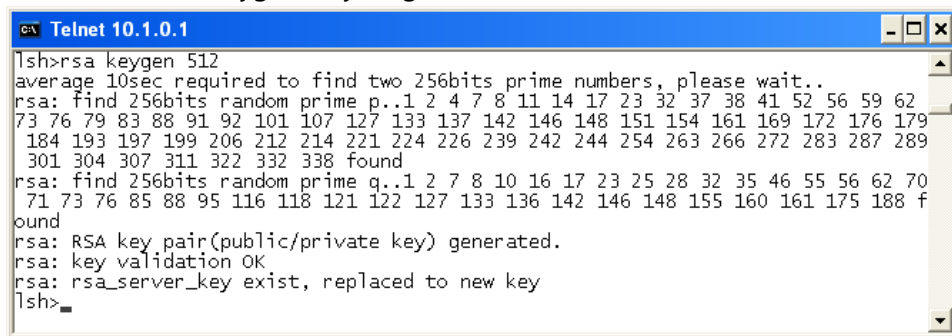 Telnet 10.1.0.1
lsh>rsa keygen 512
average 10sec required to find two 256bits prime numbers, please wait..
rsa: find 256bits random prime p..1 2 4 7 8 11 14 17 23 32 37 38 41 52 56 59 62
73 76 79 83 88 91 92 101 107 127 133 137 142 146 148 151 154 161 169 172 176 179
184 193 197 199 206 212 214 221 224 226 239 242 244 254 263 266 272 283 287 289
301 304 307 311 322 332 338 found
rsa: find 256bits random prime q..1 2 7 8 10 16 17 23 25 28 32 35 46 55 56 62 70
71 73 76 85 88 95 116 118 121 122 127 133 136 142 146 148 155 160 161 175 188 f
ound
rsa: RSA key pair(public/private key) generated.
rsa: key validation OK
rsa: rsa_server_key exist, replaced to new key
lsh>_